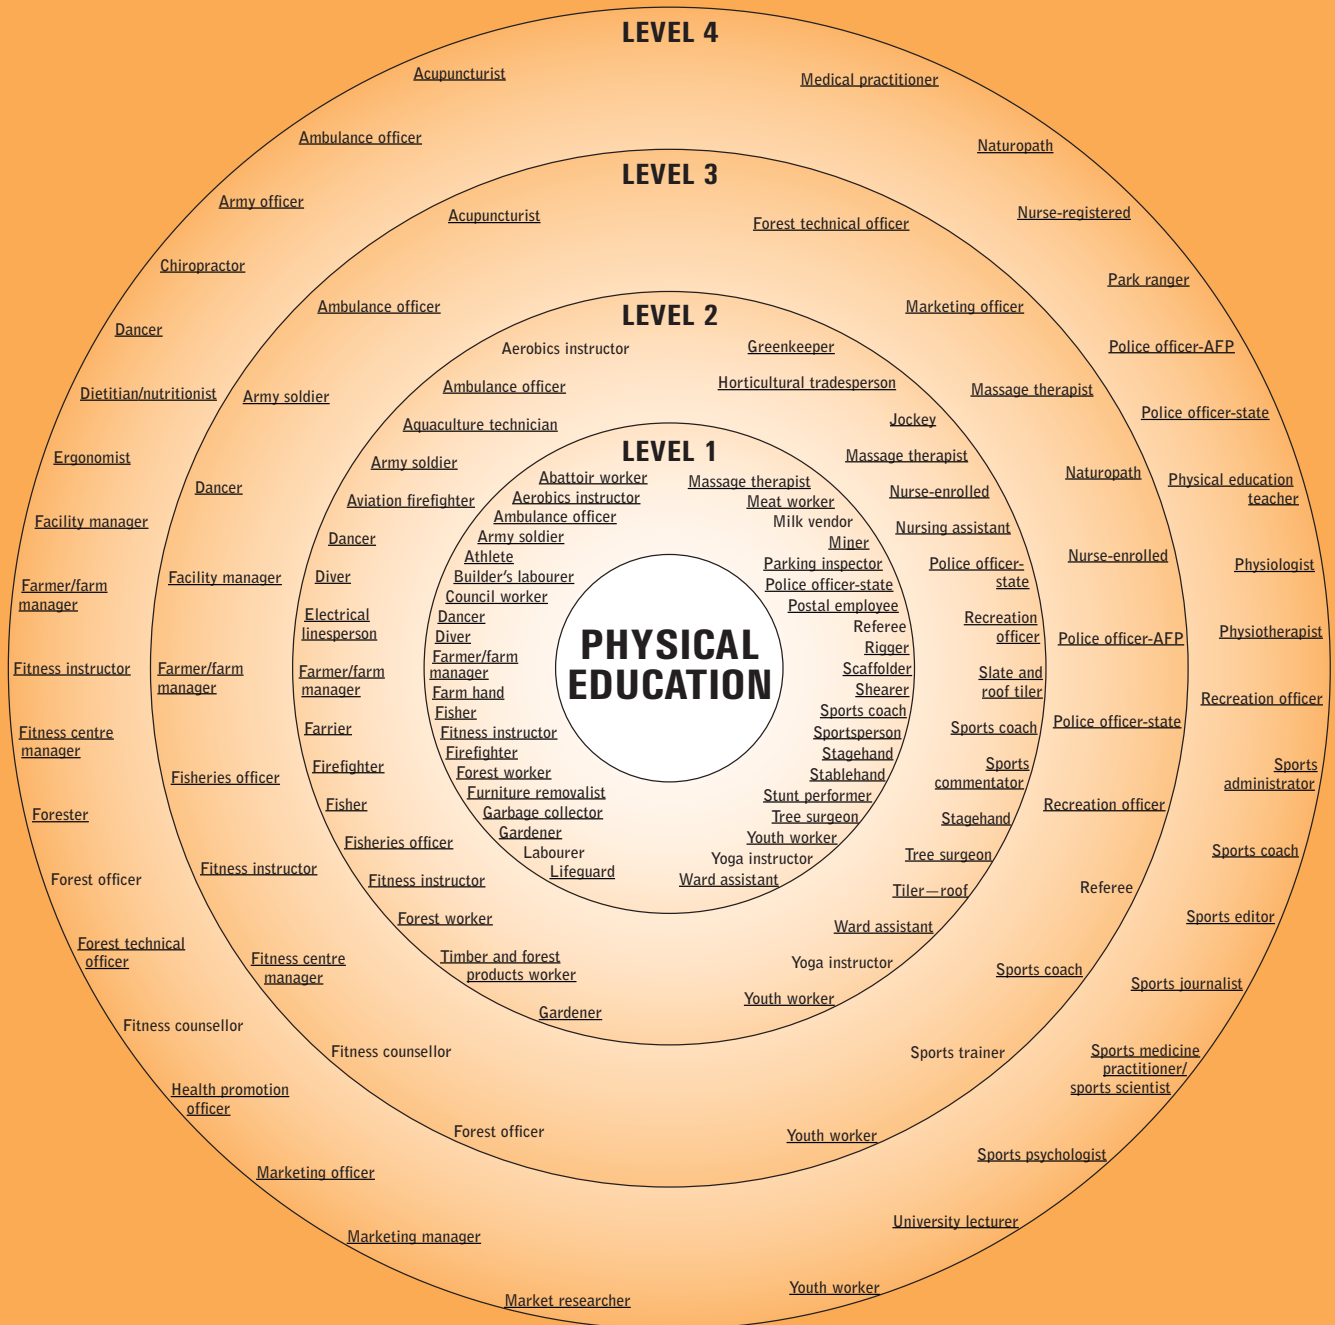 LEVEL 4
Acupuncturist
Ambulance officer
Army officer
Chiropractor
Dancer
Dietitian/nutritionist
Ergonomist
Facility manager
Farmer/farm
manager
Fitness instructor
Fitness centre
manager
Forester
Forest officer
Forest technical
officer
Fitness counsellor
Health promotion
officer
Marketing officer
Marketing manager
Market researcher
Medical practitioner
Naturopath
Nurse-registered
Park ranger
Police officer-AFP
Police officer-state
Physical education
teacher
Physiologist
Physiotherapist
Recreation officer
Sports
administrator
Sports coach
Sports editor
Sports journalist
Sports medicine
practitioner/
sports scientist
Sports psychologist
University lecturer
Youth worker
LEVEL 3
Acupuncturist
Ambulance officer
Army soldier
Dancer
Facility manager
Farmer/farm
manager
Fisheries officer
Fitness instructor
Fitness centre
manager
Fitness counsellor
Forest officer
Forest technical officer
Marketing officer
Massage therapist
Naturopath
Nurse-enrolled
Police officer-AFP
Police officer-state
Recreation officer
Referee
Sports coach
Sports trainer
Youth worker
LEVEL 2
Aerobics instructor
Ambulance officer
Aquaculture technician
Army soldier
Aviation firefighter
Dancer
Diver
Electrical
linesperson
Farmer/farm
manager
Farrier
Firefighter
Fisher
Fisheries officer
Fitness instructor
Forest worker
Timber and forest
products worker
Gardener
Greenkeeper
Horticultural tradesperson
Jockey
Massage therapist
Nurse-enrolled
Nursing assistant
Police officer-
state
Recreation
officer
Slate and
roof tiler
Sports coach
Sports
commentator
Stagehand
Tree surgeon
Tiler—roof
Ward assistant
Yoga instructor
Youth worker
LEVEL 1
Abattoir worker
Aerobics instructor
Ambulance officer
Army soldier
Athlete
Builder's labourer
Council worker
Dancer
Diver
Farmer/farm
manager
Farm hand
Fisher
Fitness instructor
Firefighter
Forest worker
Furniture removalist
Garbage collector
Gardener
Labourer
Lifeguard
Massage therapist
Meat worker
Milk vendor
Miner
Parking inspector
Police officer-state
Postal employee
Referee
Rigger
Scaffolder
Shearer
Sports coach
Sportsperson
Stagehand
Stablehand
Stunt performer
Tree surgeon
Youth worker
Yoga instructor
Ward assistant
PHYSICAL
EDUCATION